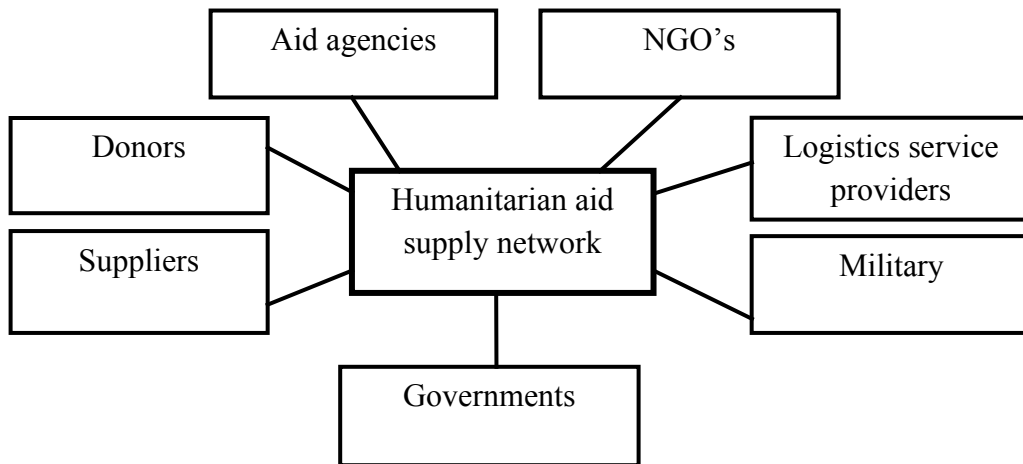 Aid agencies
NGO’s
Donors
Logistics service
providers
Humanitarian aid
supply network
Suppliers
Military
Governments